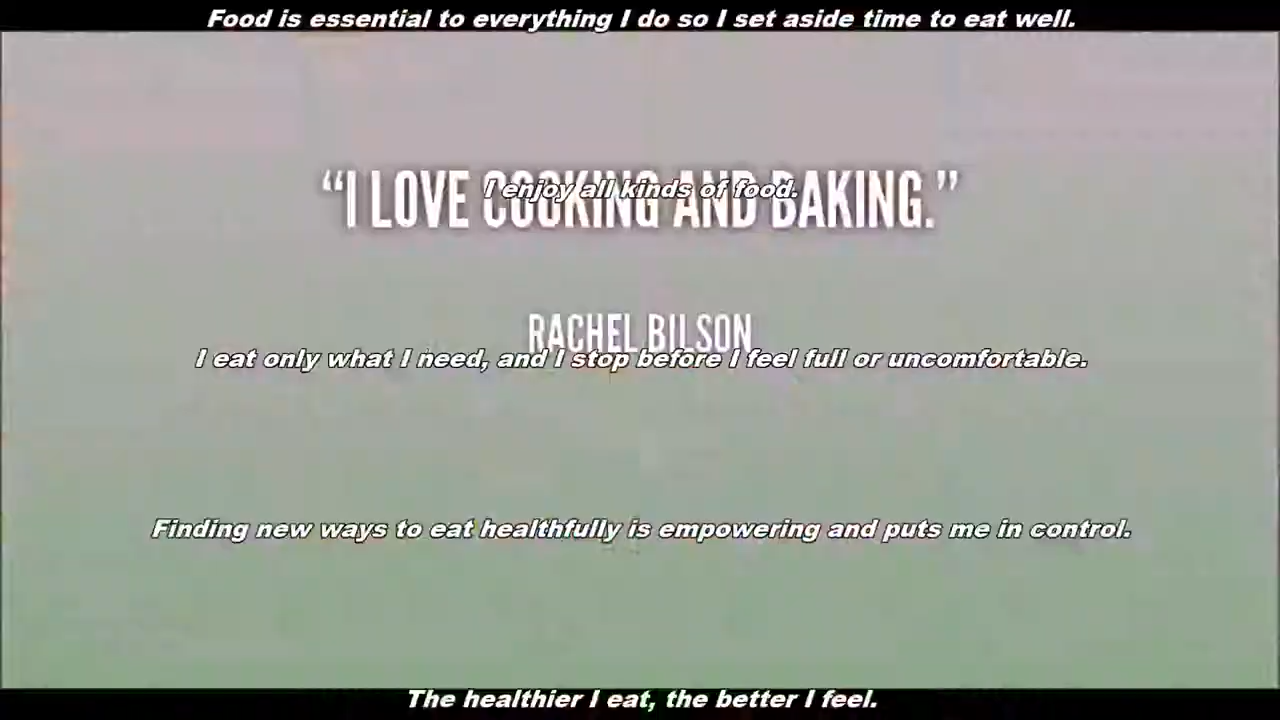 Food is essential to everything I do so I set aside time to eat well.
I enjoy all kinds of food.
“I LOVE COOKING AND BAKING.”
RACHEL BILSON
I eat only what I need, and I stop before I feel full or uncomfortable.
Finding new ways to eat healthfully is empowering and puts me in control.
The healthier I eat, the better I feel.